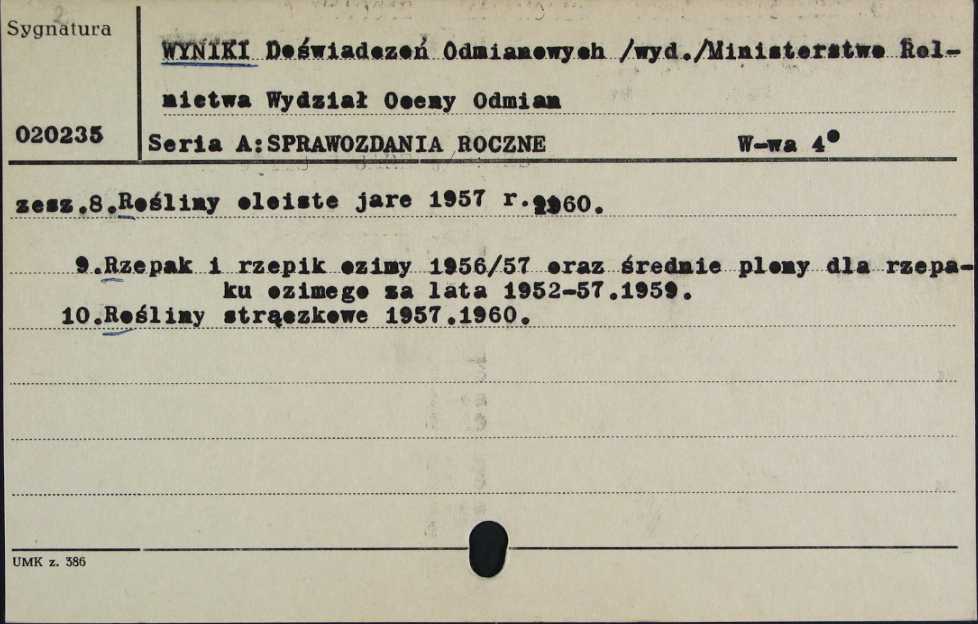 2
Sygnatura
WYNIKI Doświadczeń Odmianowych /wyd./Ministerstwo Rol-
nictwa Wydział Oceny Odmian
020235
Seria A:SPRAWOZDANIA ROCZNE W-wa 4°
zesz.8.Rośliny oleiste jare 1957 r. 1960.
9.Rzepak i rzepik ozimy 1956/57 oraz średnie plony dla rzepa-
ku ozimego za lata 1952-57.1959.
10.Rośliny strączkowe 1957.1960.
UMK z. 386